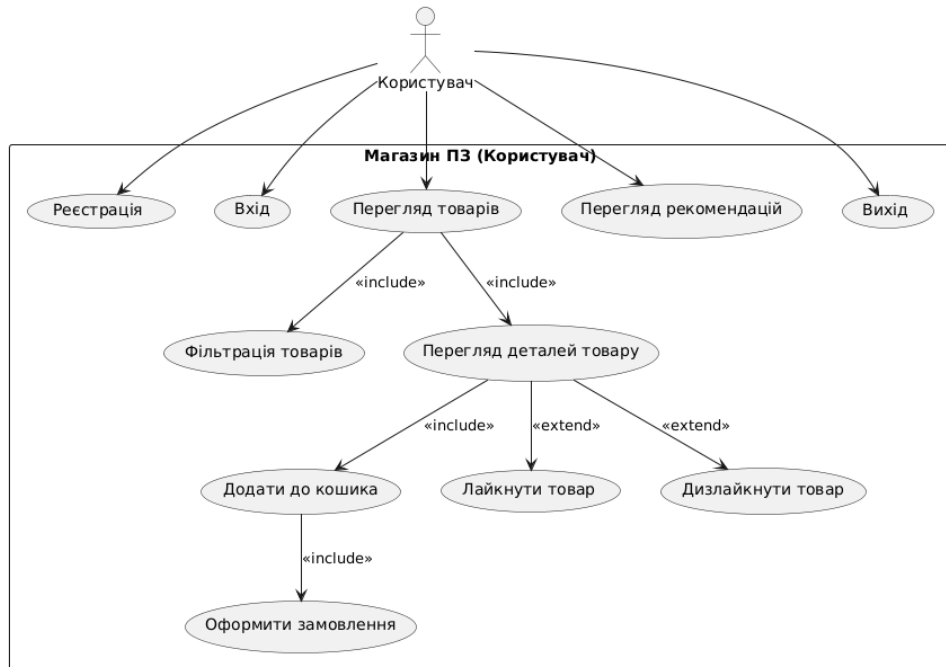 Користувач
Магазин ПЗ (Користувач)
Реєстрація
Вхід
Перегляд товарів
Перегляд рекомендацій
Вихід
«include»
«include»
Фільтрація товарів
Перегляд деталей товару
«include»
«extend»
«extend»
Додати до кошика
Лайкнути товар
Дизлайкнути товар
«include»
Оформити замовлення